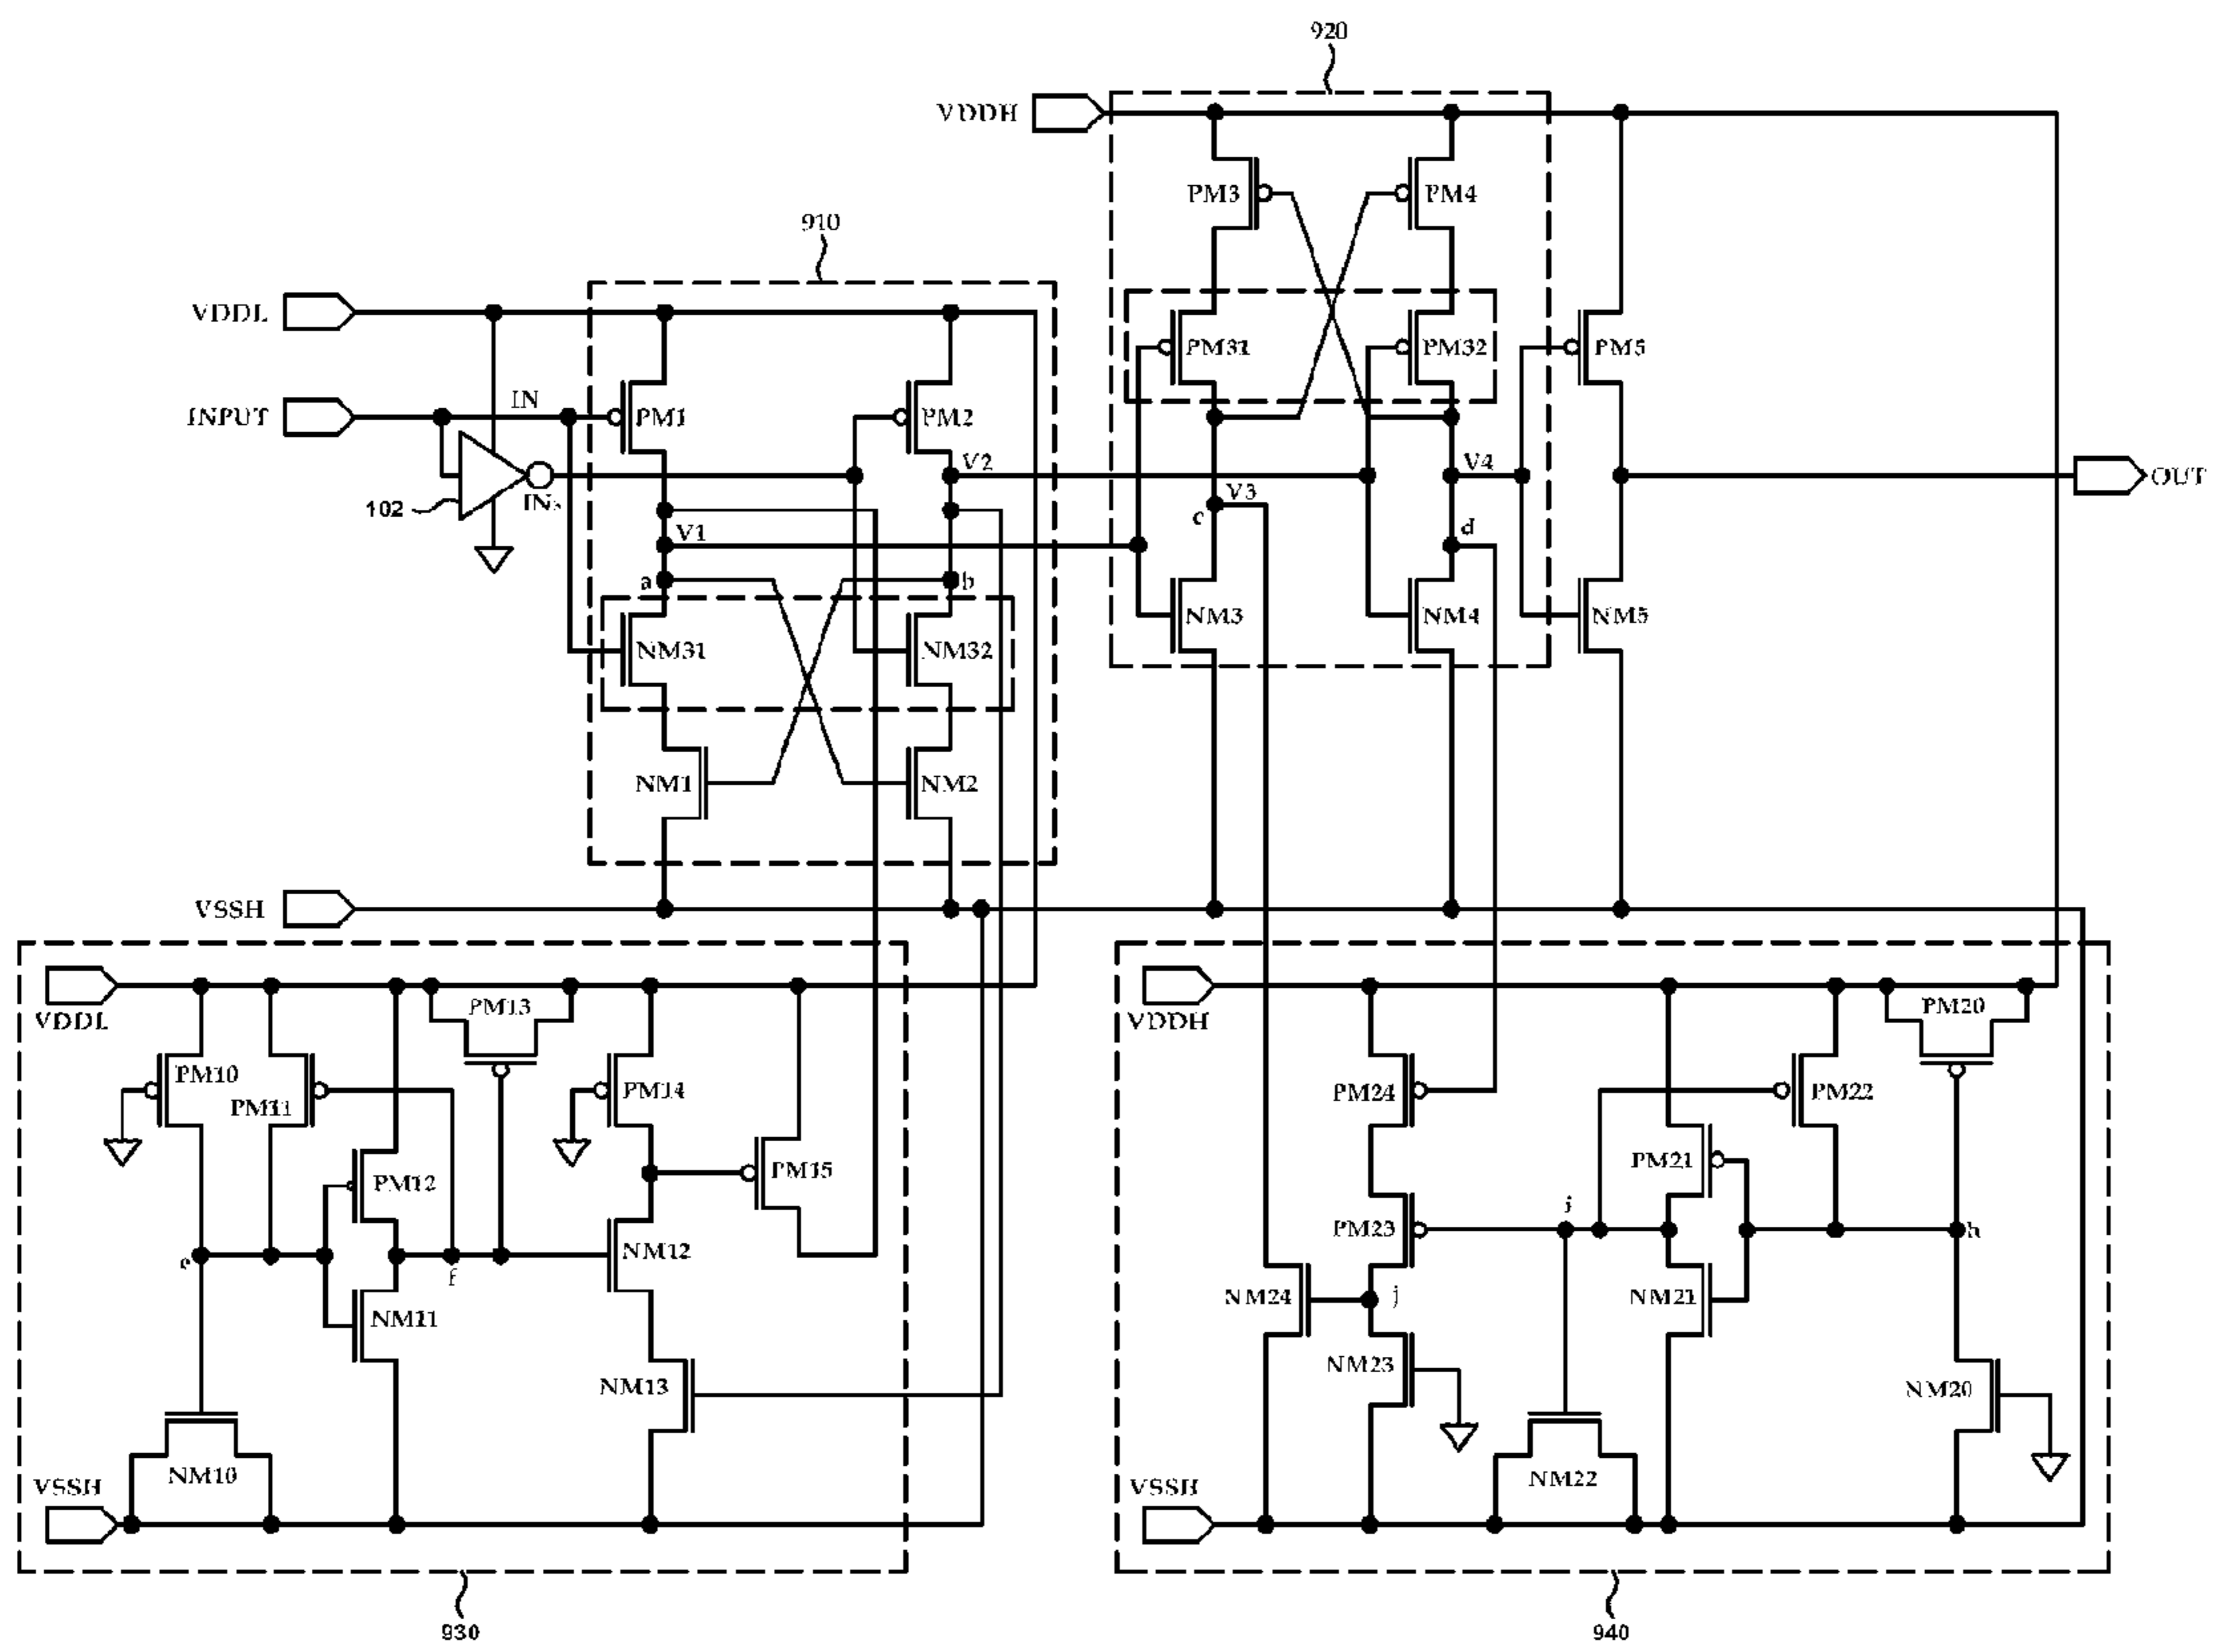 920
VDDH
PM3
PM4
910
VDDL
PM31
PM32
PM5
IN
INPUT
PM1
PM2
V2
V4
OUT
102
V3
c
V1
d
a
b
NM3
NM4
NM5
NM31
NM32
NM1
NM2
VSSH
VDDL
PM13
PM10
PM11
PM14
PM12
PM15
e
f
NM12
NM11
NM13
NM10
VSSH
930
VDDH
PM20
PM24
PM22
PM21
PM23
h
NM24
j
NM21
NM23
NM20
NM22
VSSH
940